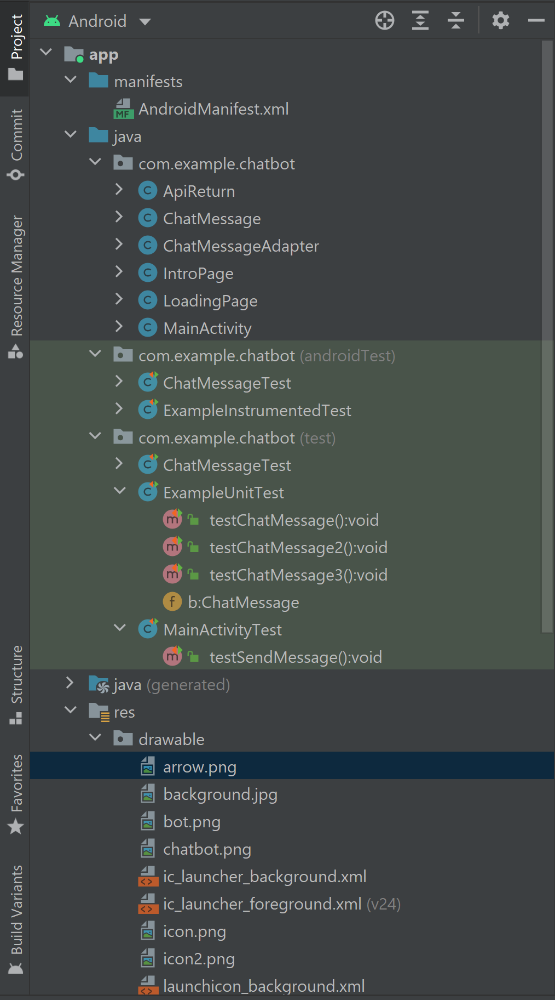 Android
Project
Commit
Resource Manager
Structure
Favorites
Build Variants
app
manifests
MF AndroidManifest.xml
java
com.example.chatbot
C ApiReturn
C ChatMessage
C ChatMessageAdapter
C IntroPage
C LoadingPage
C MainActivity
com.example.chatbot (androidTest)
C ChatMessageTest
C ExampleInstrumentedTest
com.example.chatbot (test)
C ChatMessageTest
C ExampleUnitTest
m testChatMessage():void
m testChatMessage2():void
m testChatMessage3():void
f b:ChatMessage
C MainActivityTest
m testSendMessage():void
java (generated)
res
drawable
arrow.png
background.jpg
bot.png
chatbot.png
<> ic_launcher_background.xml
<> ic_launcher_foreground.xml (v24)
icon.png
icon2.png
<> launchicon_background.xml